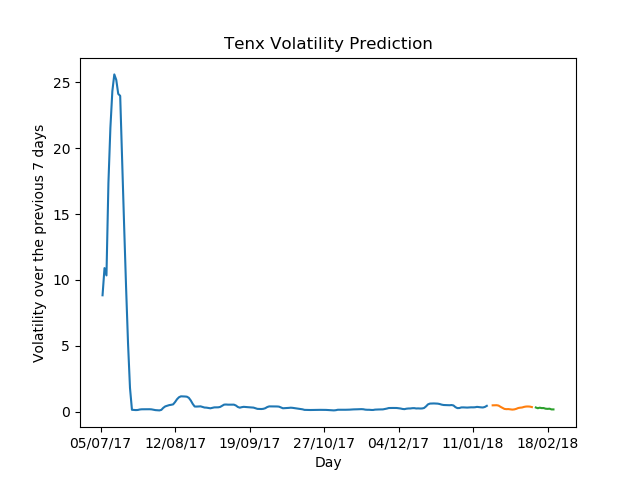 Tenx Volatility Prediction
Volatility over the previous 7 days
25
20
15
10
5
0
05/07/17 12/08/17 19/09/17 27/10/17 04/12/17 11/01/18 18/02/18
Day